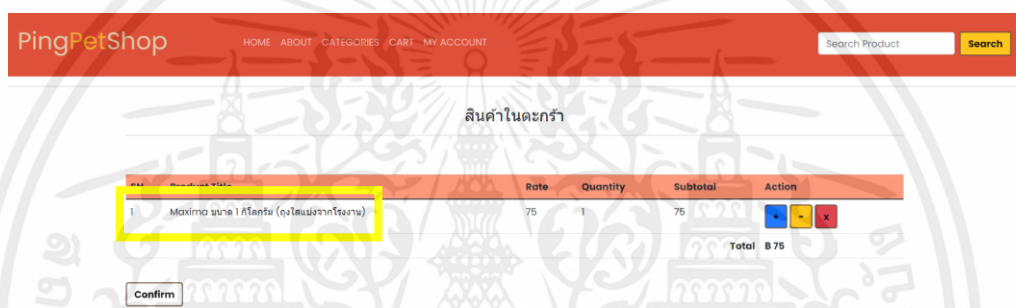 PingPetShop HOME ABOUT CATEGORIES CART MY ACCOUNT Search Product Search
สินค้าในตะกร้า
SN Product Title Rate Quantity Subtotal Action
1 Maxima ขนาด 1 กิโลกรัม (ถุงใสแบ่งจากโรงงาน) 75 1 75 + - x
Total B 75
Confirm